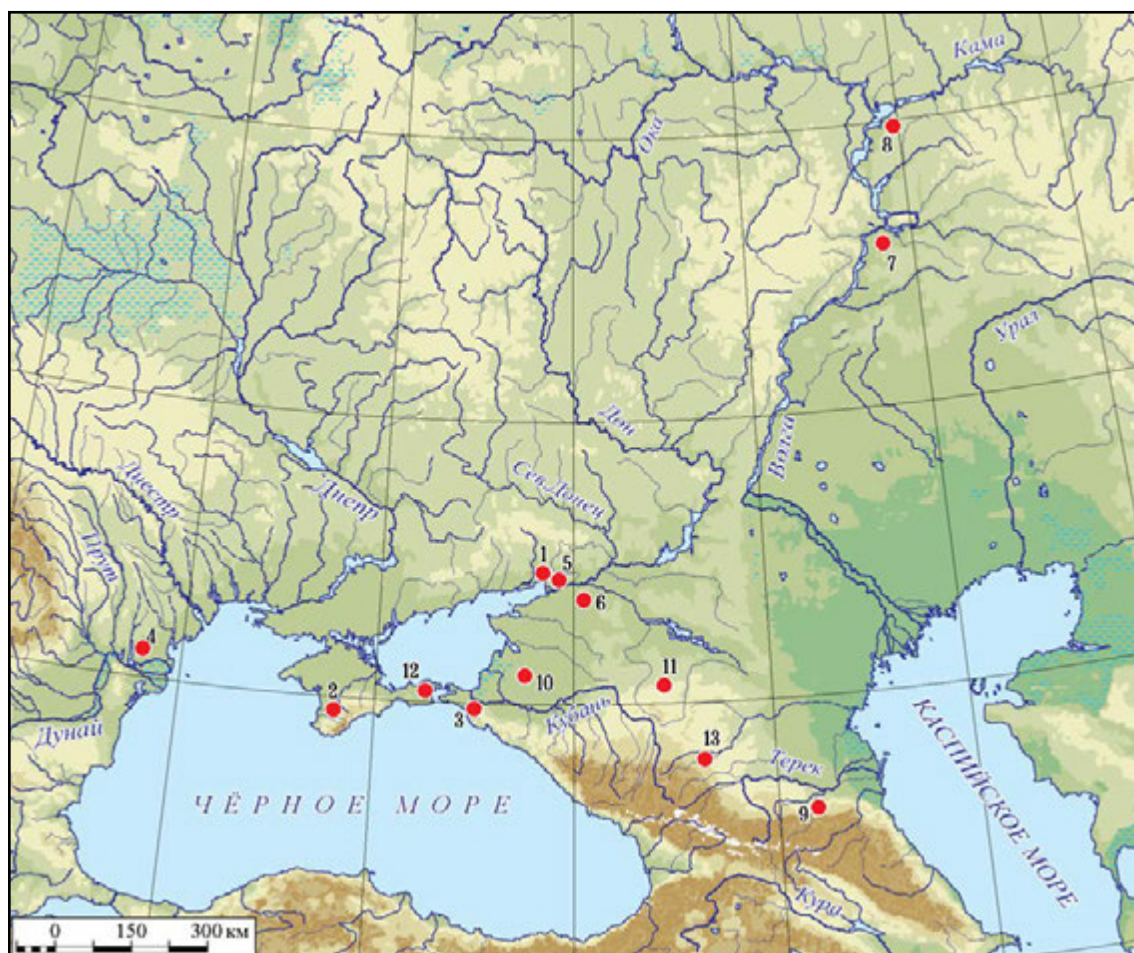 Кама
8
Ока
7
Урал
Дон
Волга
Днестр
Днепр
Сев.Донец
Прут
1
5
6
4
12
11
2
10
3
Кубань
Дунай
13
Терек
КАСПИЙСКОЕ МОРЕ
ЧЁРНОЕ МОРЕ
9
Кура
0 150 300 км